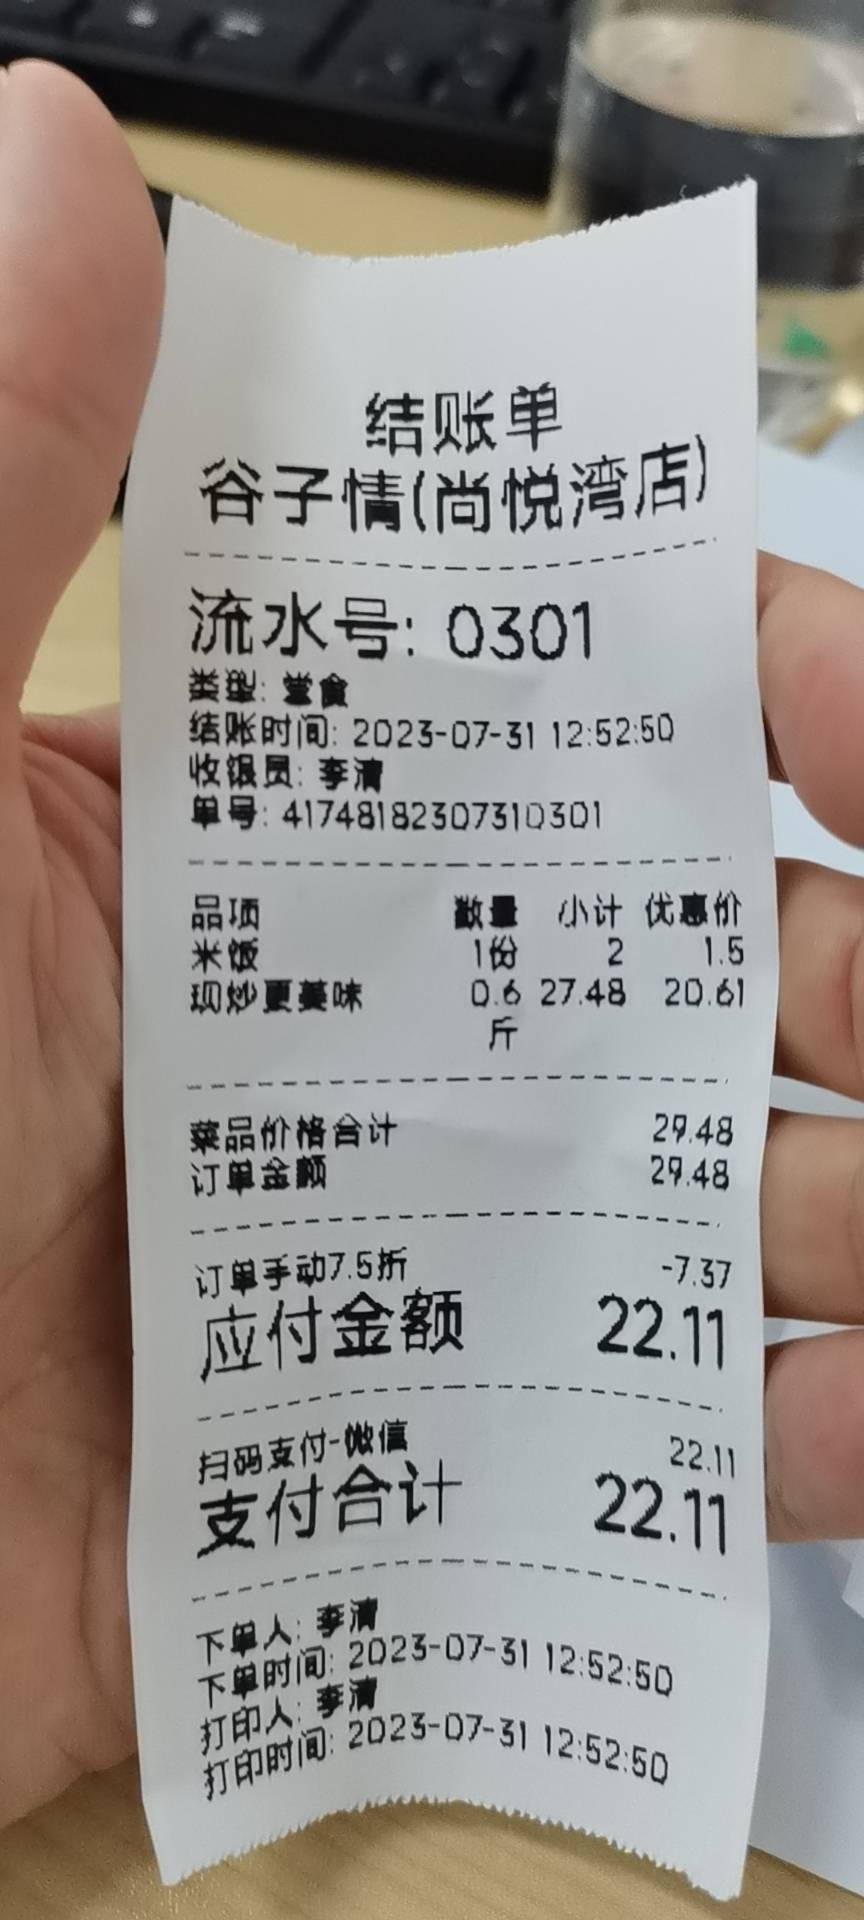 结账单
谷子情(尚悦湾店)
流水号: 0301
类型: 堂食
结账时间: 2023-07-31 12:52:50
收银员: 李清
单号: 41748182307310301
品项 数量 小计 优惠价
米饭 1份 2 1.5
现炒更美味 0.6 27.48 20.61
斤
菜品价格合计 29.48
订单金额 29.48
订单手动7.5折 -7.37
应付金额 22.11
扫码支付-微信 22.11
支付合计 22.11
下单人: 李清
下单时间: 2023-07-31 12:52:50
打印人: 李清
打印时间: 2023-07-31 12:52:50